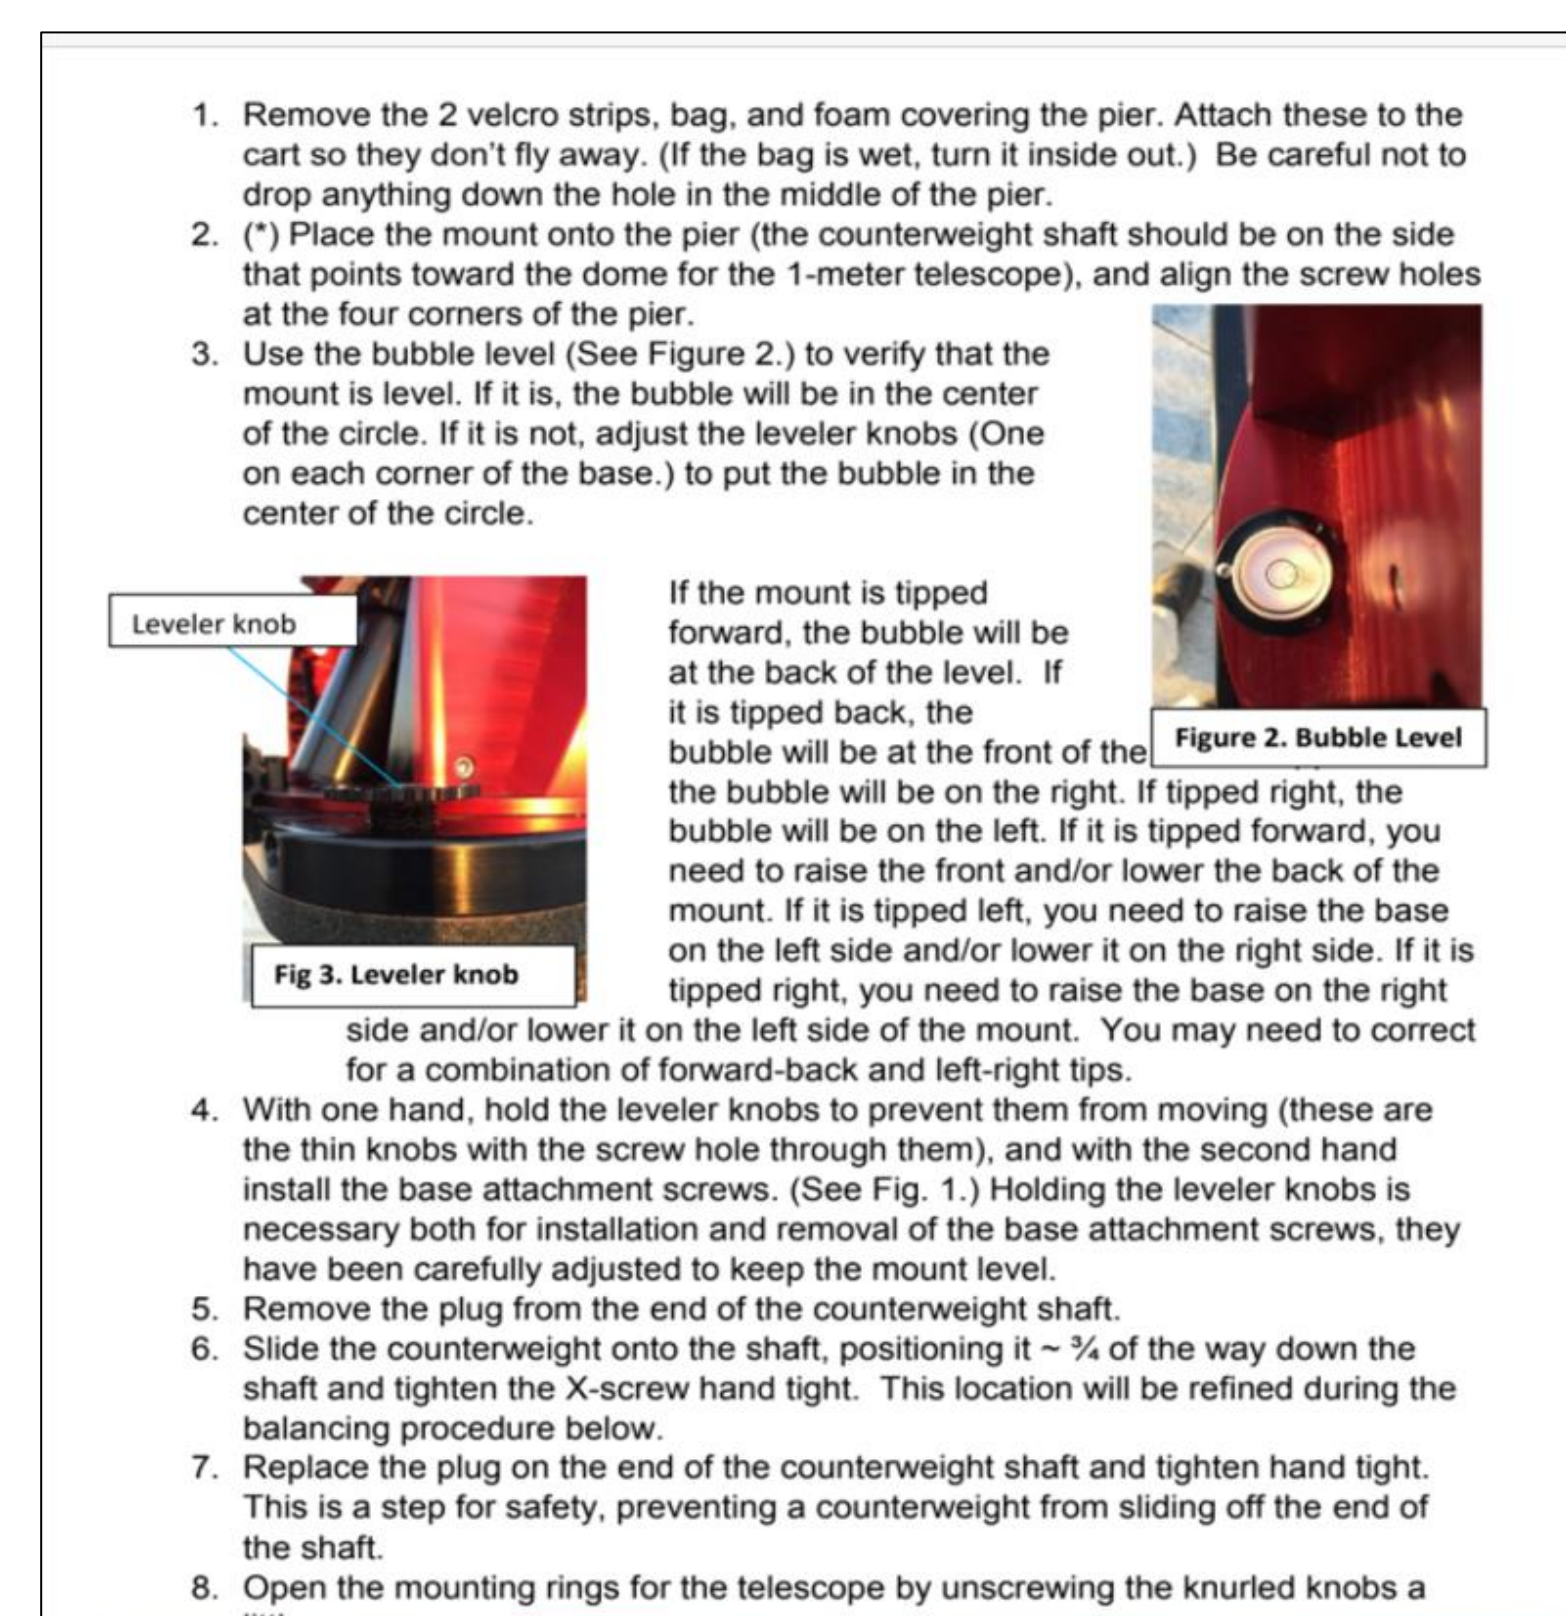 1. Remove the 2 velcro strips, bag, and foam covering the pier. Attach these to the
cart so they don't fly away. (If the bag is wet, turn it inside out.)  Be careful not to
drop anything down the hole in the middle of the pier.
2. (*) Place the mount onto the pier (the counterweight shaft should be on the side
that points toward the dome for the 1-meter telescope), and align the screw holes
at the four corners of the pier.
3. Use the bubble level (See Figure 2.) to verify that the
mount is level. If it is, the bubble will be in the center
of the circle. If it is not, adjust the leveler knobs (One
on each corner of the base.) to put the bubble in the
center of the circle.
Leveler knob
Fig 3. Leveler knob
If the mount is tipped
forward, the bubble will be
at the back of the level.  If
it is tipped back, the
bubble will be at the front of the
Figure 2. Bubble Level
the bubble will be on the right. If tipped right, the
bubble will be on the left. If it is tipped forward, you
need to raise the front and/or lower the back of the
mount. If it is tipped left, you need to raise the base
on the left side and/or lower it on the right side. If it is
tipped right, you need to raise the base on the right
side and/or lower it on the left side of the mount.  You may need to correct
for a combination of forward-back and left-right tips.
4. With one hand, hold the leveler knobs to prevent them from moving (these are
the thin knobs with the screw hole through them), and with the second hand
install the base attachment screws. (See Fig. 1.) Holding the leveler knobs is
necessary both for installation and removal of the base attachment screws, they
have been carefully adjusted to keep the mount level.
5. Remove the plug from the end of the counterweight shaft.
6. Slide the counterweight onto the shaft, positioning it ~ ¾ of the way down the
shaft and tighten the X-screw hand tight.  This location will be refined during the
balancing procedure below.
7. Replace the plug on the end of the counterweight shaft and tighten hand tight.
This is a step for safety, preventing a counterweight from sliding off the end of
the shaft.
8. Open the mounting rings for the telescope by unscrewing the knurled knobs a